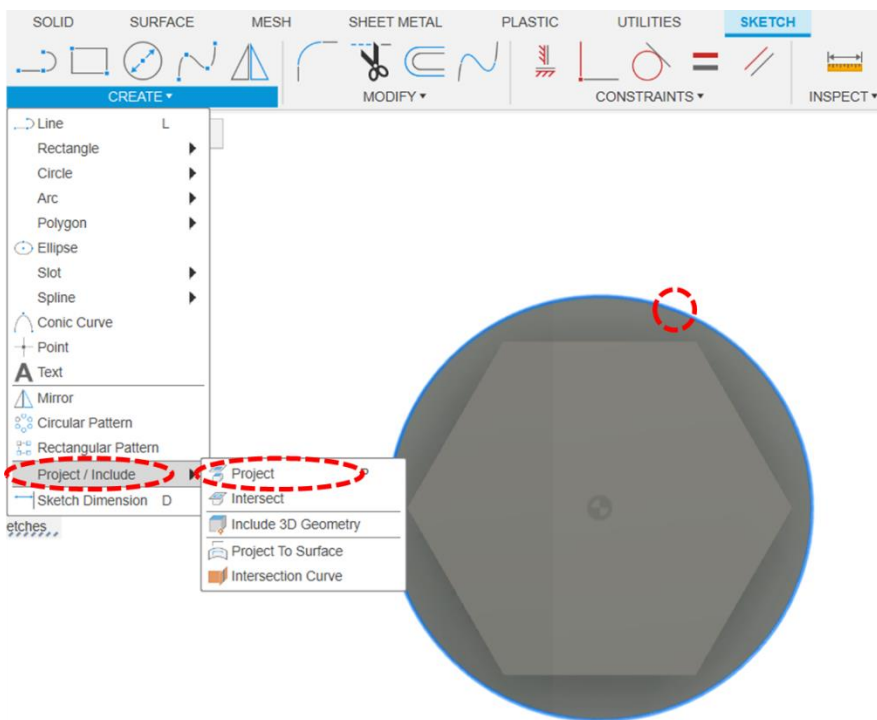 SOLID SURFACE MESH SHEET METAL PLASTIC UTILITIES SKETCH
CREATE MODIFY CONSTRAINTS INSPECT
Line L
Rectangle
Circle
Arc
Polygon
Ellipse
Slot
Spline
Conic Curve
Point
A Text
Mirror
Circular Pattern
Rectangular Pattern
Project / Include
Project P
Sketch Dimension D
Intersect
etches
Include 3D Geometry
Project To Surface
Intersection Curve